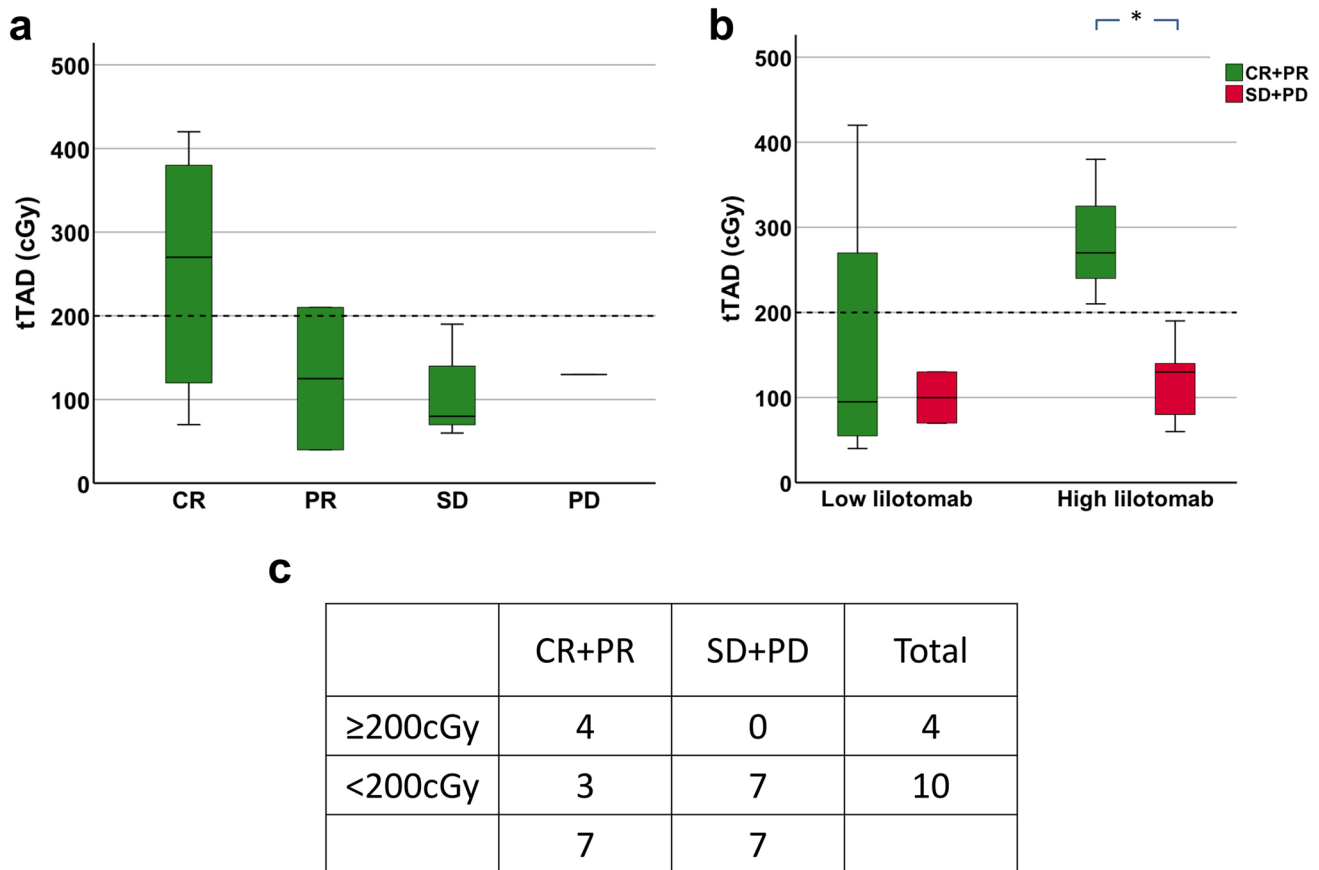 a
tTAD (cGy)
500
400
300
200
100
0
CR PR SD PD
b
*
CR+PR
SD+PD
tTAD (cGy)
500
400
300
200
100
0
Low lilotomab High lilotomab
c
CR+PR SD+PD Total
≥200cGy 4 0 4
<200cGy 3 7 10
7 7